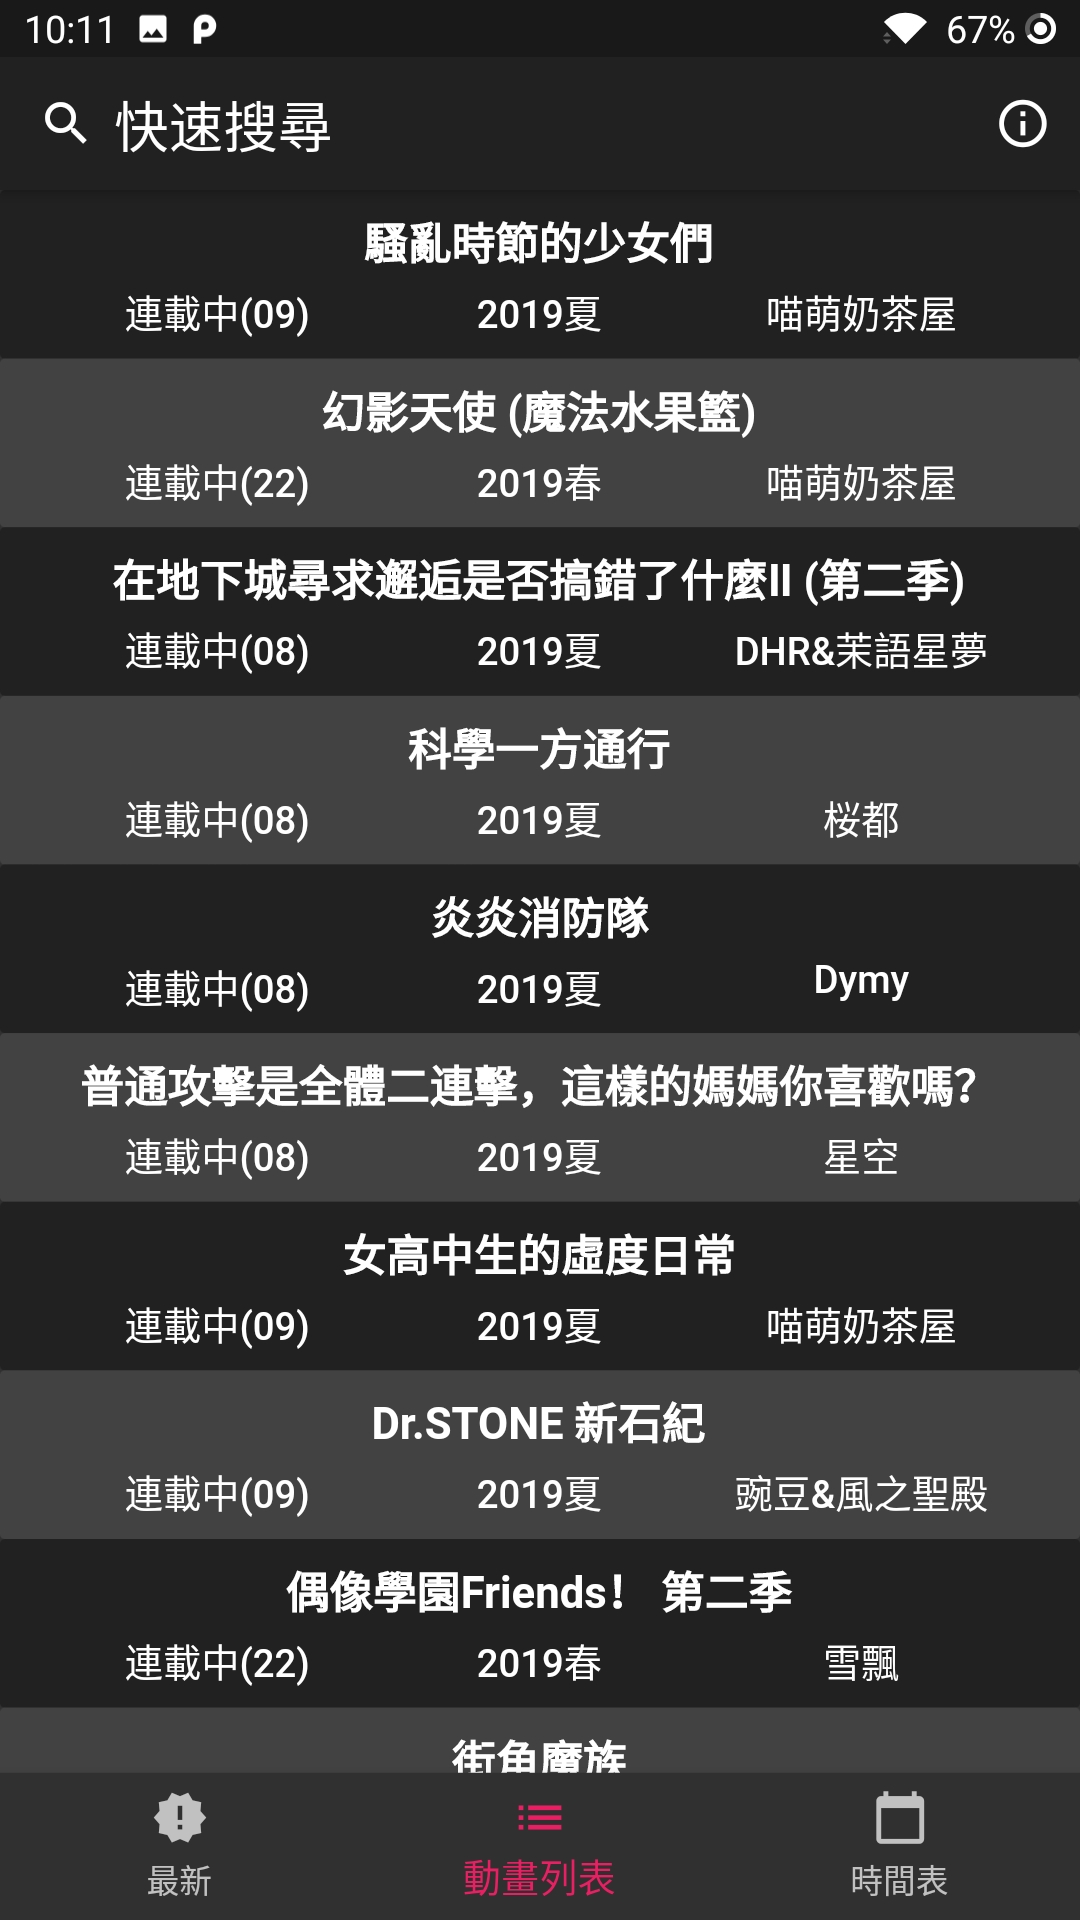 10:11 67%
快速搜尋
騷亂時節的少女們
連載中(09) 2019夏 喵萌奶茶屋
幻影天使 (魔法水果籃)
連載中(22) 2019春 喵萌奶茶屋
在地下城尋求邂逅是否搞錯了什麼II (第二季)
連載中(08) 2019夏 DHR&茉語星夢
科學一方通行
連載中(08) 2019夏 桜都
炎炎消防隊
連載中(08) 2019夏 Dymy
普通攻擊是全體二連擊，這樣的媽媽你喜歡嗎?
連載中(08) 2019夏 星空
女高中生的虛度日常
連載中(09) 2019夏 喵萌奶茶屋
Dr.STONE 新石紀
連載中(09) 2019夏 豌豆&風之聖殿
偶像學園Friends！ 第二季
連載中(22) 2019春 雪飄
街角魔族
最新 動畫列表 時間表